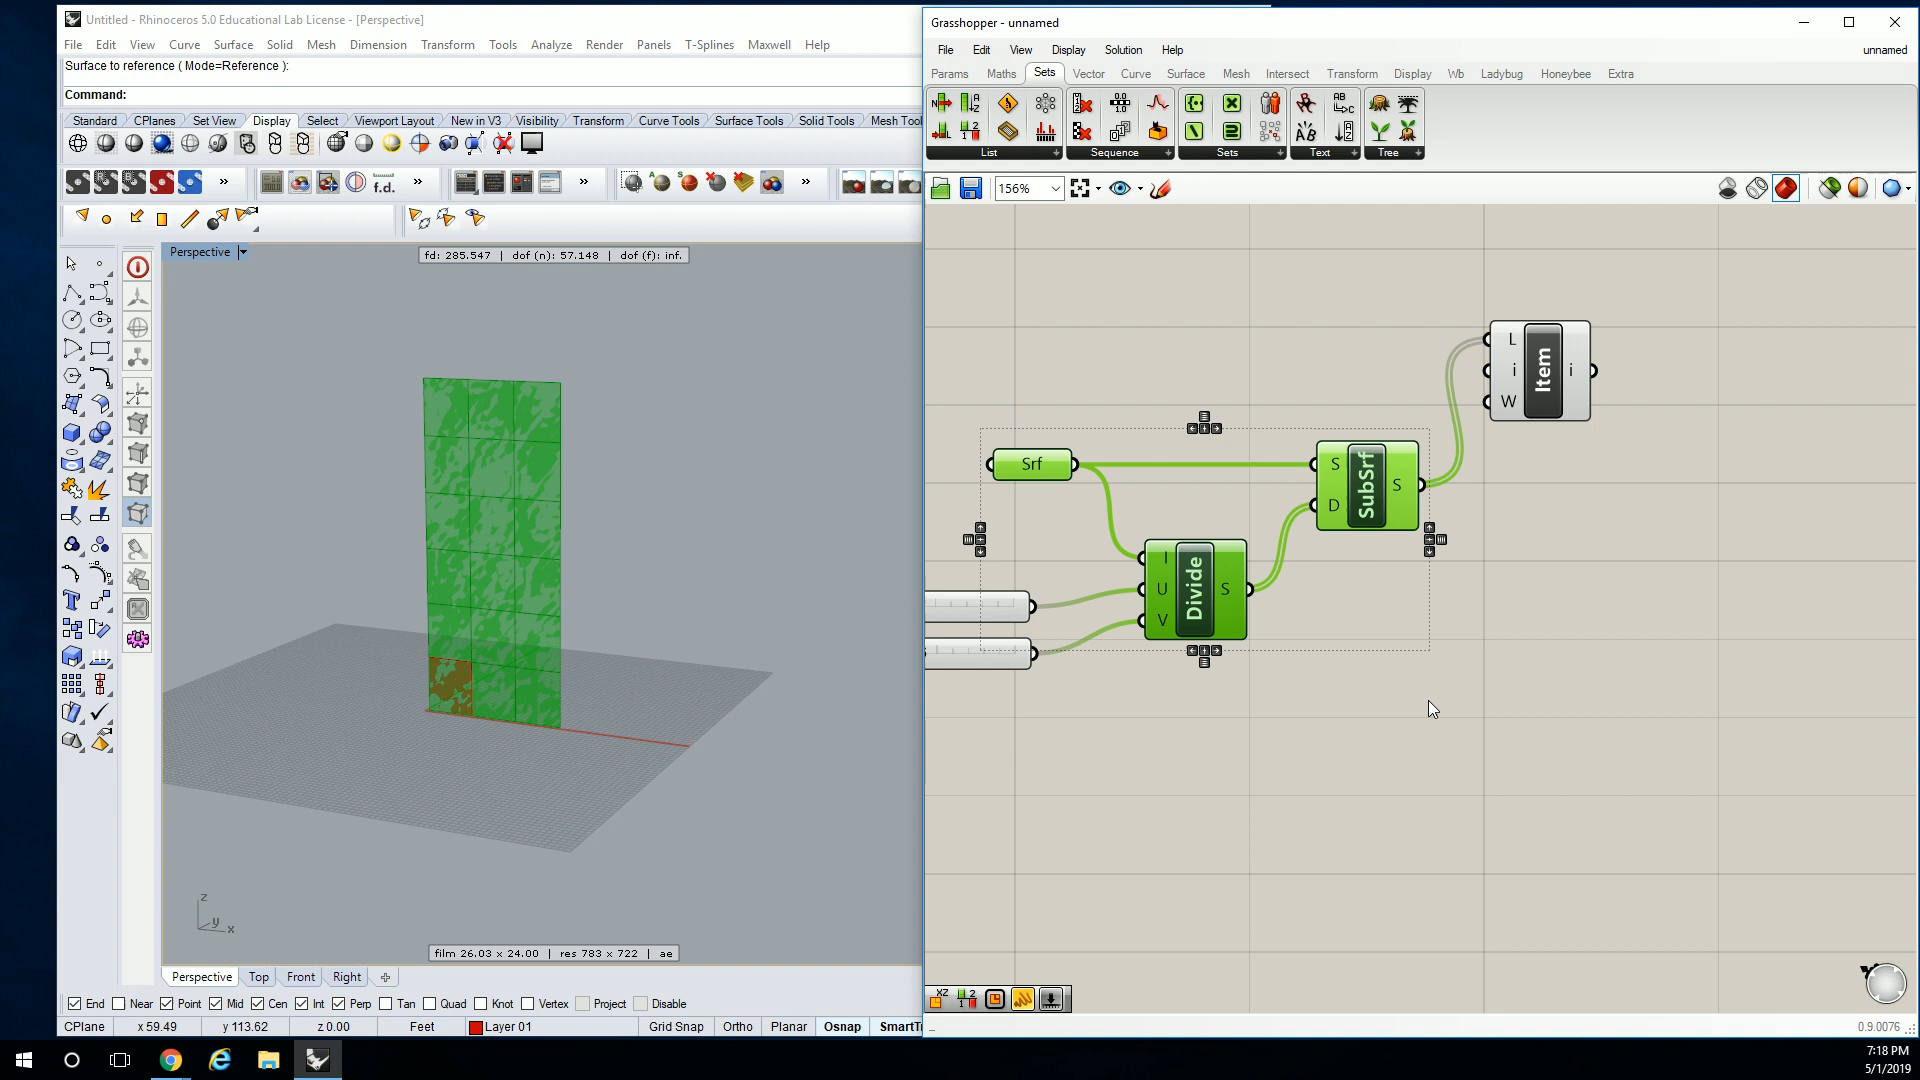 Untitled - Rhinoceros 5.0 Educational Lab License - [Perspective]
File Edit View Curve Surface Solid Mesh Dimension Transform Tools Analyze Render Panels T-Splines Maxwell Help
Surface to reference ( Mode=Reference ):
Command:
Standard CPlanes Set View Display Select Viewport Layout New in V3 Visibility Transform Curve Tools Surface Tools Solid Tools Mesh Tool
f.d.
Perspective
fd: 285.547 | dof (n): 57.148 | dof (f): inf.
z
y
x
film 26.03 x 24.00 | res 783 x 722 | ae
Perspective Top Front Right
End Near Point Mid Cen Int Perp Tan Quad Knot Vertex Project Disable
CPlane x 59.49 y 113.62 z 0.00 Feet Layer 01 Grid Snap Ortho Planar Osnap SmartTr
Grasshopper - unnamed
File Edit View Display Solution Help
unnamed
Params Maths Sets Vector Curve Surface Mesh Intersect Transform Display Wb Ladybug Honeybee Extra
List Sequence Sets Text Tree
156%
L
i Item i
W
Srf
S SubSrf S
D
I
U Divide S
V
XZ
0.9.0076
7:18 PM
5/1/2019